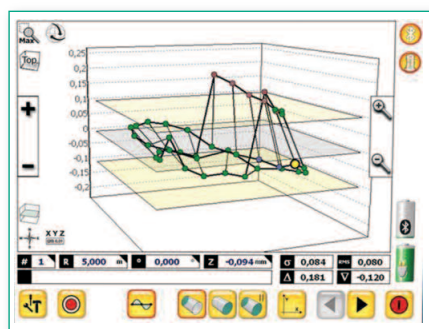 Max
Top
0,25
0,2
0,15
0,1
0,05
0
-0,05
-0,1
-0,15
-0,2
+
−
X Y Z
# 1 R 5,000 m ° 0,000 ° Z -0,094 mm σ 0,084 RMS 0,080
Δ 0,181 ∇ -0,120
T
II